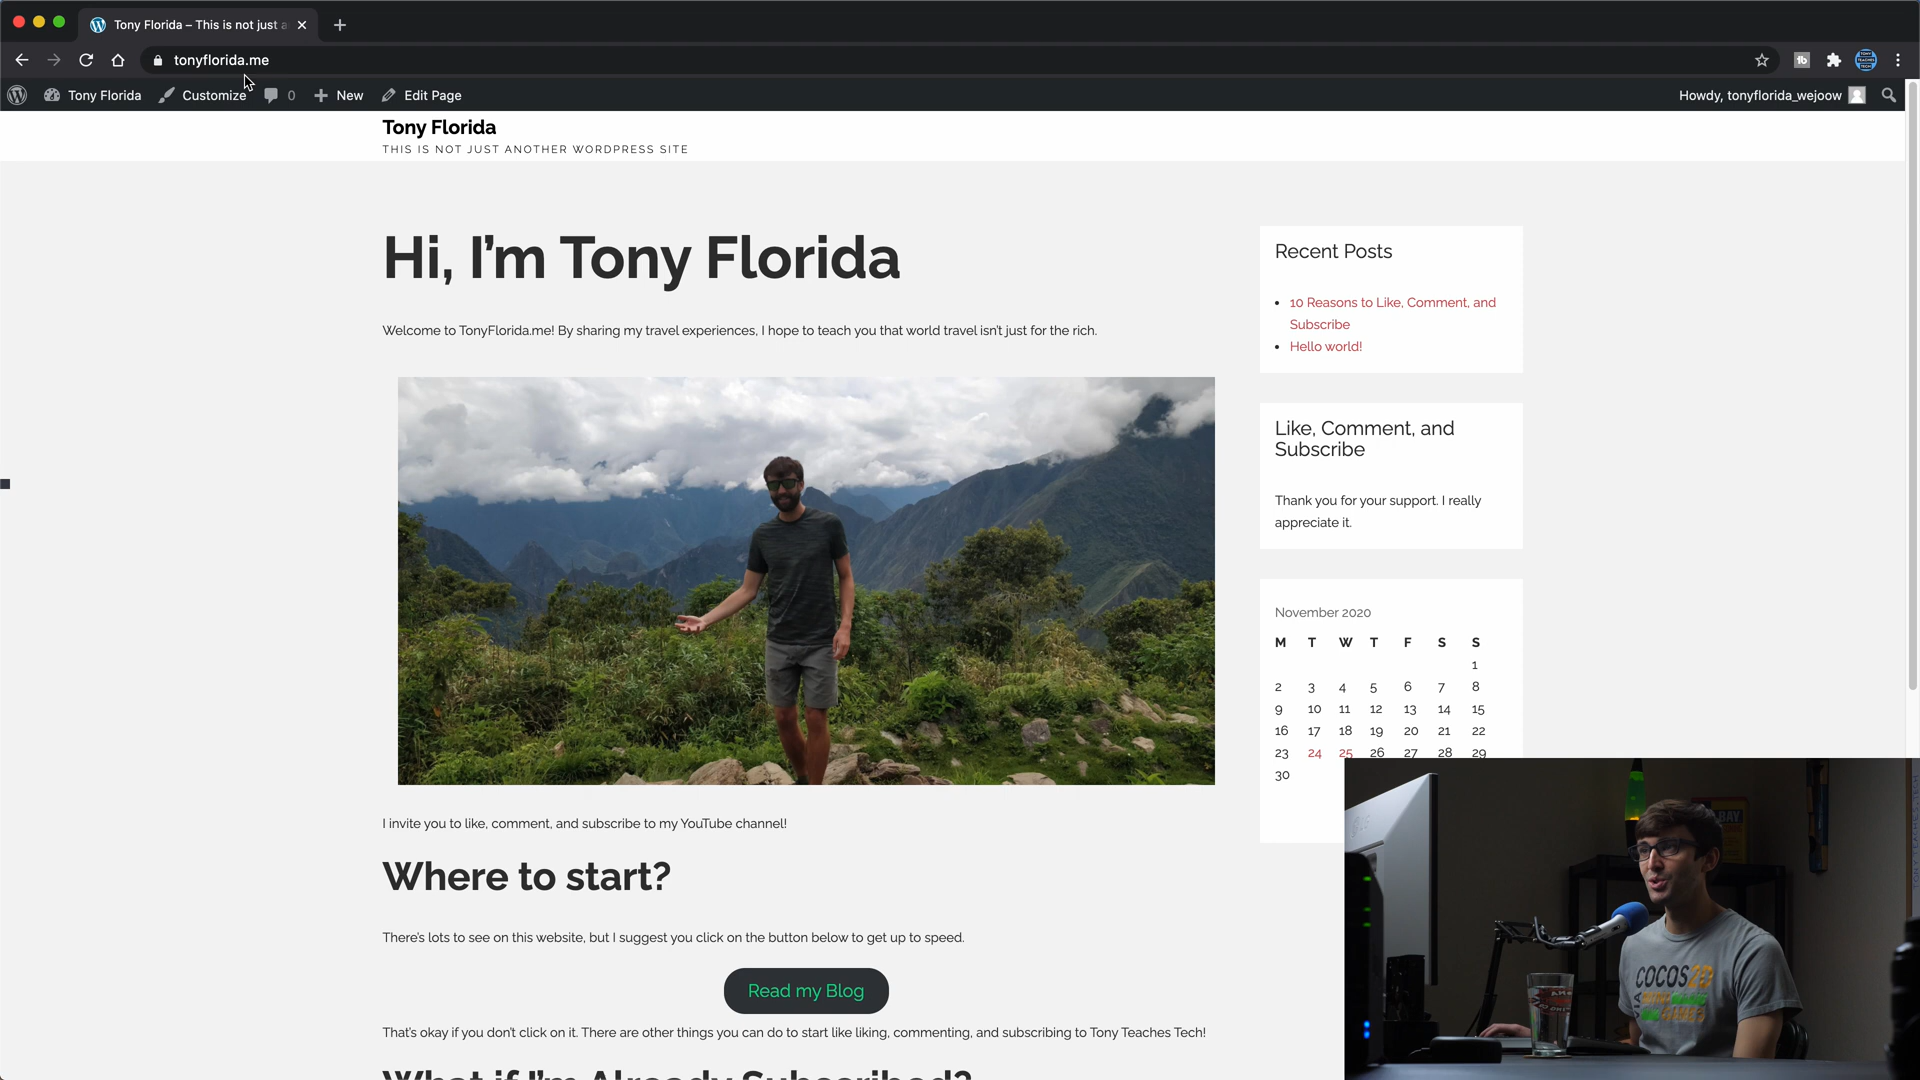 Tony Florida – This is not just a
tonyflorida.me
Tony Florida Customize 0 New Edit Page Howdy, tonyflorida_wejoow
Tony Florida
THIS IS NOT JUST ANOTHER WORDPRESS SITE
Hi, I'm Tony Florida
Welcome to TonyFlorida.me! By sharing my travel experiences, I hope to teach you that world travel isn't just for the rich.
I invite you to like, comment, and subscribe to my YouTube channel!
Where to start?
There's lots to see on this website, but I suggest you click on the button below to get up to speed.
Read my Blog
That's okay if you don't click on it. There are other things you can do to start like liking, commenting, and subscribing to Tony Teaches Tech!
What if I'm Already Subscribed?
Recent Posts
10 Reasons to Like, Comment, and
Subscribe
Hello world!
Like, Comment, and
Subscribe
Thank you for your support. I really
appreciate it.
November 2020
M T W T F S S
1
2 3 4 5 6 7 8
9 10 11 12 13 14 15
16 17 18 19 20 21 22
23 24 25 26 27 28 29
30
COCOS2D